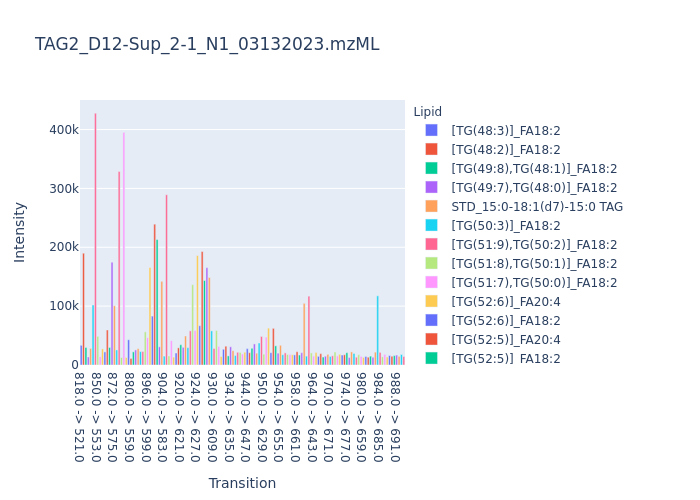 TAG2_D12-Sup_2-1_N1_03132023.mzML
Lipid
[TG(48:3)]_FA18:2
[TG(48:2)]_FA18:2
[TG(49:8),TG(48:1)]_FA18:2
[TG(49:7),TG(48:0)]_FA18:2
STD_15:0-18:1(d7)-15:0 TAG
[TG(50:3)]_FA18:2
[TG(51:9),TG(50:2)]_FA18:2
[TG(51:8),TG(50:1)]_FA18:2
[TG(51:7),TG(50:0)]_FA18:2
[TG(52:6)]_FA20:4
[TG(52:6)]_FA18:2
[TG(52:5)]_FA20:4
[TG(52:5)]_FA18:2
Intensity
400k
300k
200k
100k
0
818.0 -> 521.0
850.0 -> 553.0
872.0 -> 575.0
880.0 -> 559.0
896.0 -> 599.0
904.0 -> 583.0
920.0 -> 621.0
924.0 -> 627.0
930.0 -> 609.0
934.0 -> 635.0
944.0 -> 647.0
950.0 -> 629.0
954.0 -> 655.0
958.0 -> 661.0
964.0 -> 643.0
970.0 -> 671.0
974.0 -> 677.0
980.0 -> 659.0
984.0 -> 685.0
988.0 -> 691.0
Transition